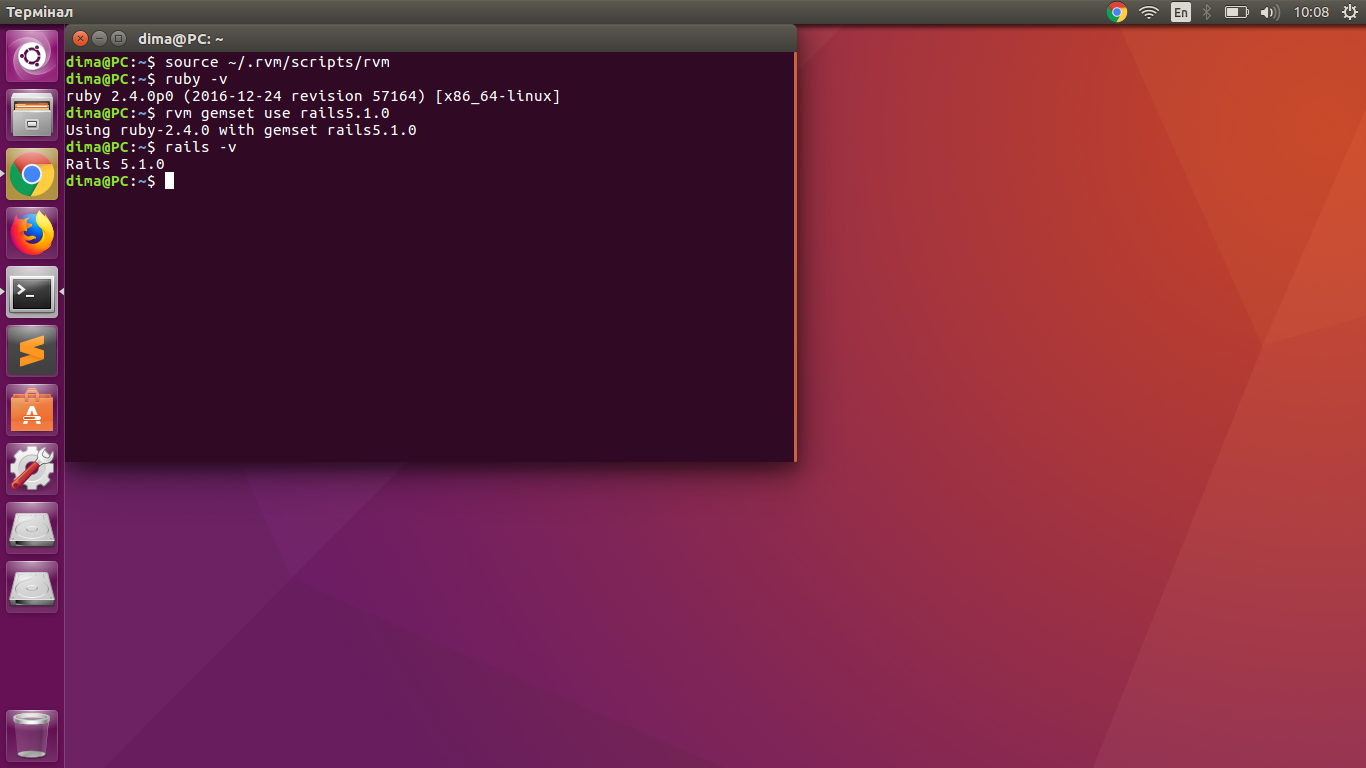 Термінал
En
10:08
dima@PC: ~
dima@PC:~$ source ~/.rvm/scripts/rvm
dima@PC:~$ ruby -v
ruby 2.4.0p0 (2016-12-24 revision 57164) [x86_64-linux]
dima@PC:~$ rvm gemset use rails5.1.0
Using ruby-2.4.0 with gemset rails5.1.0
dima@PC:~$ rails -v
Rails 5.1.0
dima@PC:~$